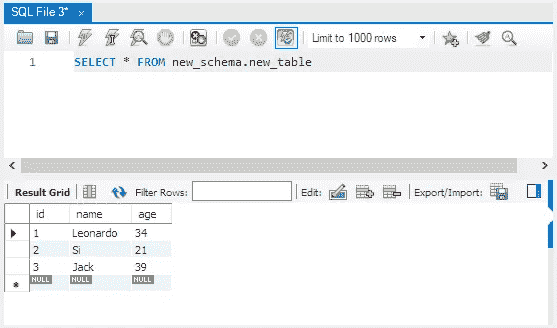 SQL File 3* ×
Limit to 1000 rows
1 SELECT * FROM new_schema.new_table
Result Grid Filter Rows: Edit: Export/Import:
id name age
1 Leonardo 34
2 Si 21
3 Jack 39
NULL NULL NULL